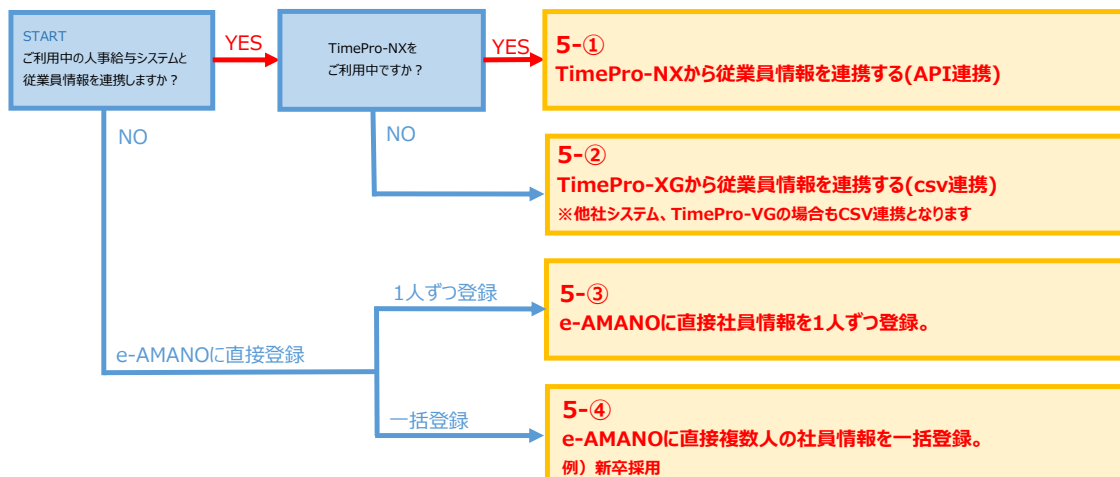 START
ご利用中の人事給与システムと
従業員情報を連携しますか？
YES
TimePro-NXを
ご利用中ですか？
YES
5-①
TimePro-NXから従業員情報を連携する(API連携)
NO
NO
5-②
TimePro-XGから従業員情報を連携する(csv連携)
※他社システム、TimePro-VGの場合もCSV連携となります
1人ずつ登録
5-③
e-AMANOに直接社員情報を1人ずつ登録。
e-AMANOに直接登録
一括登録
5-④
e-AMANOに直接複数人の社員情報を一括登録。
例）新卒採用